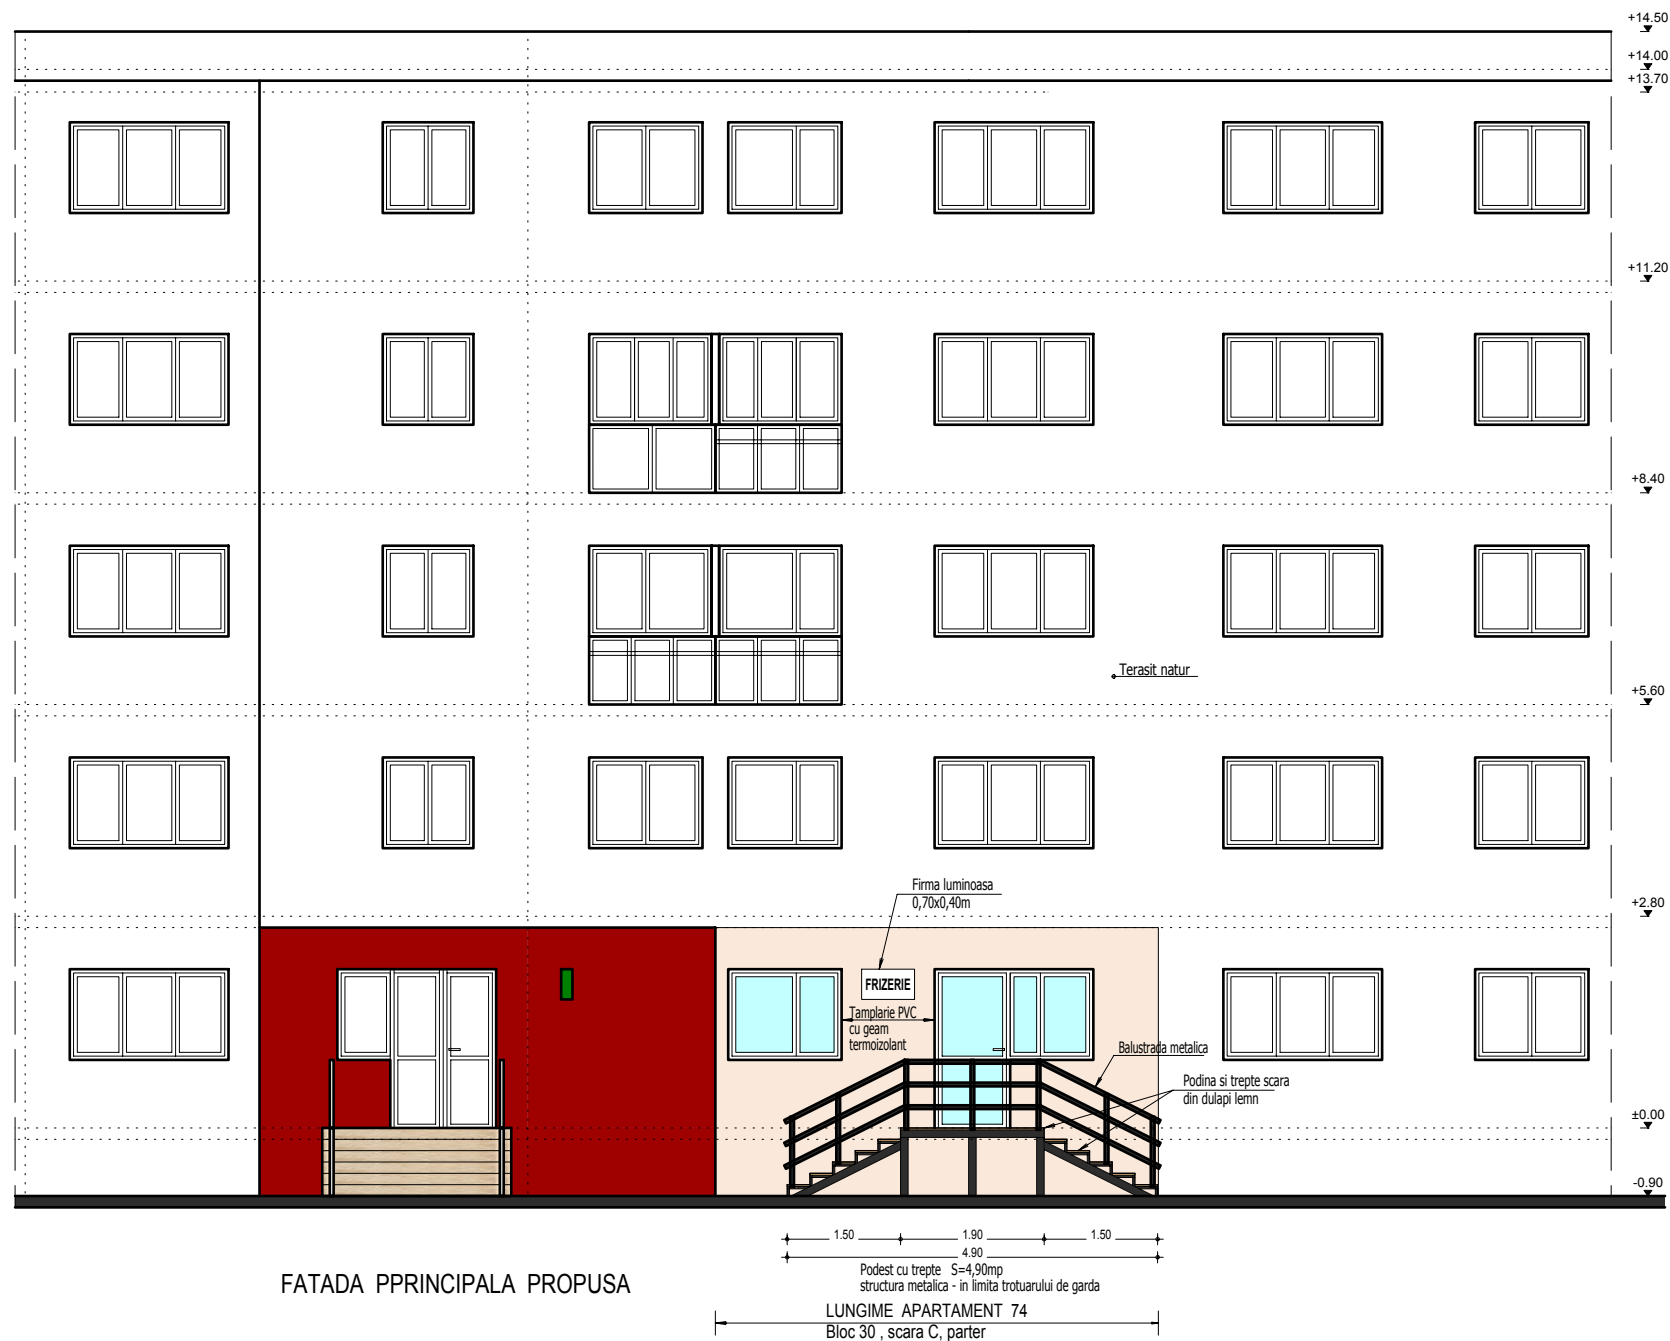 +14.50
+14.00
+13.70
+11.20
+8.40
Terasit natur
+5.60
Firma luminoasa
0,70x0,40m
+2.80
FRIZERIE
Tamplarie PVC
cu geam
termoizolant
Balustrada metalica
Podina si trepte scara
din dulapi lemn
±0.00
-0.90
1.50 1.90 1.50
4.90
Podest cu trepte S=4,90mp
structura metalica - in limita trotuarului de garda
FATADA PPRINCIPALA PROPUSA
LUNGIME APARTAMENT 74
Bloc 30 , scara C, parter